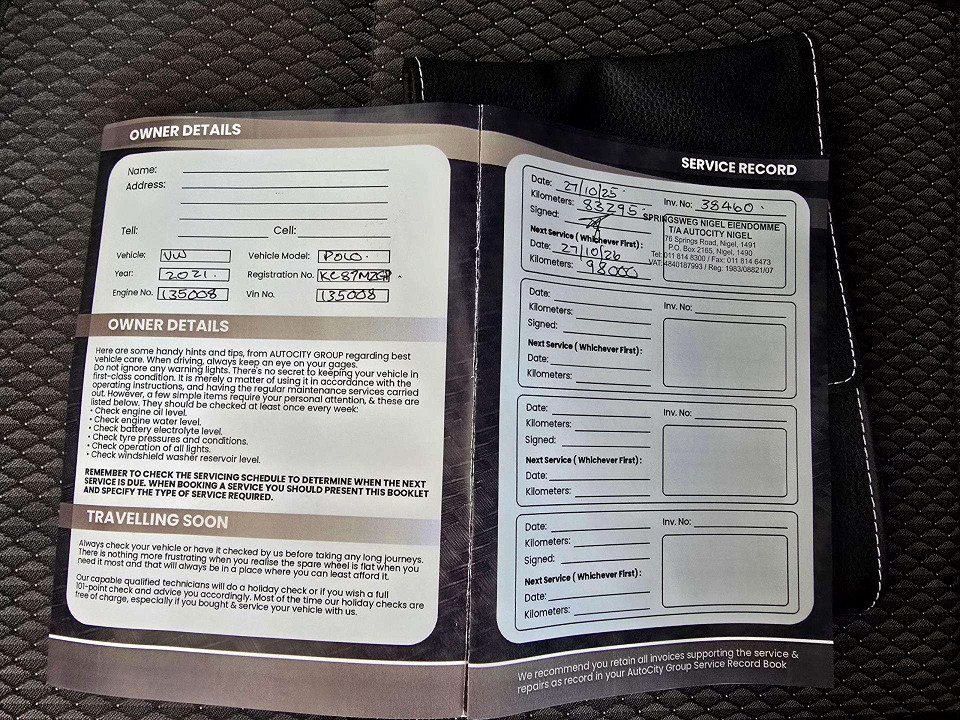 OWNER DETAILS
Name:
Address:
Tell: Cell:
Vehicle: VW Vehicle Model: POLO.
Year: 2021. Registration No. KC87MZGP.
Engine No. 135008 Vin No. 135008
OWNER DETAILS
Here are some handy hints and tips, from AUTOCITY GROUP regarding best
vehicle care. When driving, always keep an eye on your gages.
Do not ignore any warning lights. There's no secret to keeping your vehicle in
first-class condition. It is merely a matter of using it in accordance with the
operating instructions, and having the regular maintenance services carried
out. However, a few simple items require your personal attention, & these are
listed below. They should be checked at least once every week:
• Check engine oil level.
• Check engine water level.
• Check battery electrolyte level.
• Check tyre pressures and conditions.
• Check operation of all lights.
• Check windshield washer reservoir level.
REMEMBER TO CHECK THE SERVICING SCHEDULE TO DETERMINE WHEN THE NEXT
SERVICE IS DUE. WHEN BOOKING A SERVICE YOU SHOULD PRESENT THIS BOOKLET
AND SPECIFY THE TYPE OF SERVICE REQUIRED.
TRAVELLING SOON
Always check your vehicle or have it checked by us before taking any long journeys.
There is nothing more frustrating when you realise the spare wheel is flat when you
need it most and that will always be in a place where you can least afford it.
Our capable qualified technicians will do a holiday check or if you wish a full
101-point check and advise you accordingly. Most of the time our holiday checks are
free of charge, especially if you bought & service your vehicle with us.
SERVICE RECORD
Date: 27/10/25.
Kilometers: 83295. Inv. No: 38460.
Signed:
Next Service ( Whichever First) :
Date: 27/10/26
Kilometers: 98000
SPRINGSWEG NIGEL EIENDOMME
T/A AUTOCITY NIGEL
76 Springs Road, Nigel, 1491
P.O. Box 2165, Nigel, 1490
Tel: 011 814 8300 / Fax: 011 814 6473
VAT: 4840187993 / Reg: 1983/08821/07
Date:
Kilometers: Inv. No:
Signed:
Next Service ( Whichever First) :
Date:
Kilometers:
Date:
Kilometers: Inv. No:
Signed:
Next Service ( Whichever First) :
Date:
Kilometers:
Date: Inv. No:
Kilometers:
Signed:
Next Service ( Whichever First) :
Date:
Kilometers:
We recommend you retain all invoices supporting the service &
repairs as record in your AutoCity Group Service Record Book